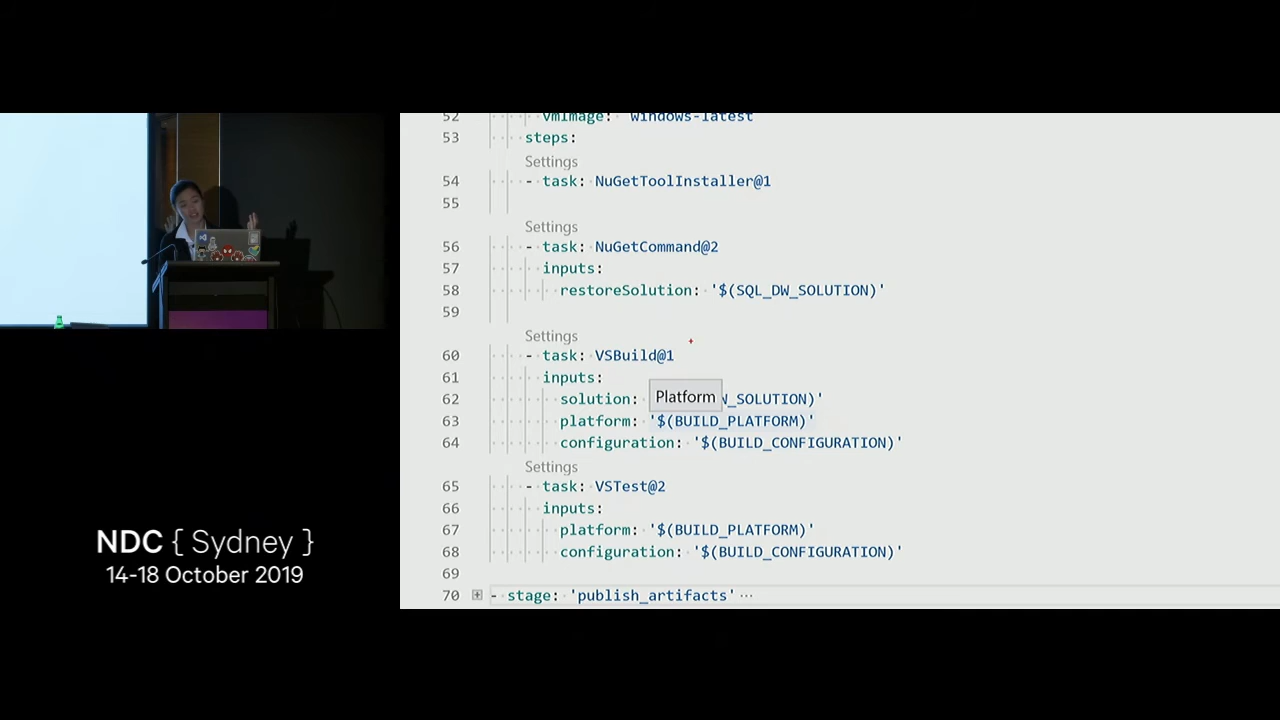 52 vmImage: 'windows-latest
53 steps:
Settings
54 - task: NuGetToolInstaller@1
55
Settings
56 - task: NuGetCommand@2
57 inputs:
58 restoreSolution: '$(SQL_DW_SOLUTION)'
59
Settings
60 - task: VSBuild@1
61 inputs:
62 solution: W_SOLUTION)'
Platform
63 platform: '$(BUILD_PLATFORM)'
64 configuration: '$(BUILD_CONFIGURATION)'
Settings
65 - task: VSTest@2
66 inputs:
67 platform: '$(BUILD_PLATFORM)'
68 configuration: '$(BUILD_CONFIGURATION)'
69
70 - stage: 'publish_artifacts' ...
NDC { Sydney }
14-18 October 2019